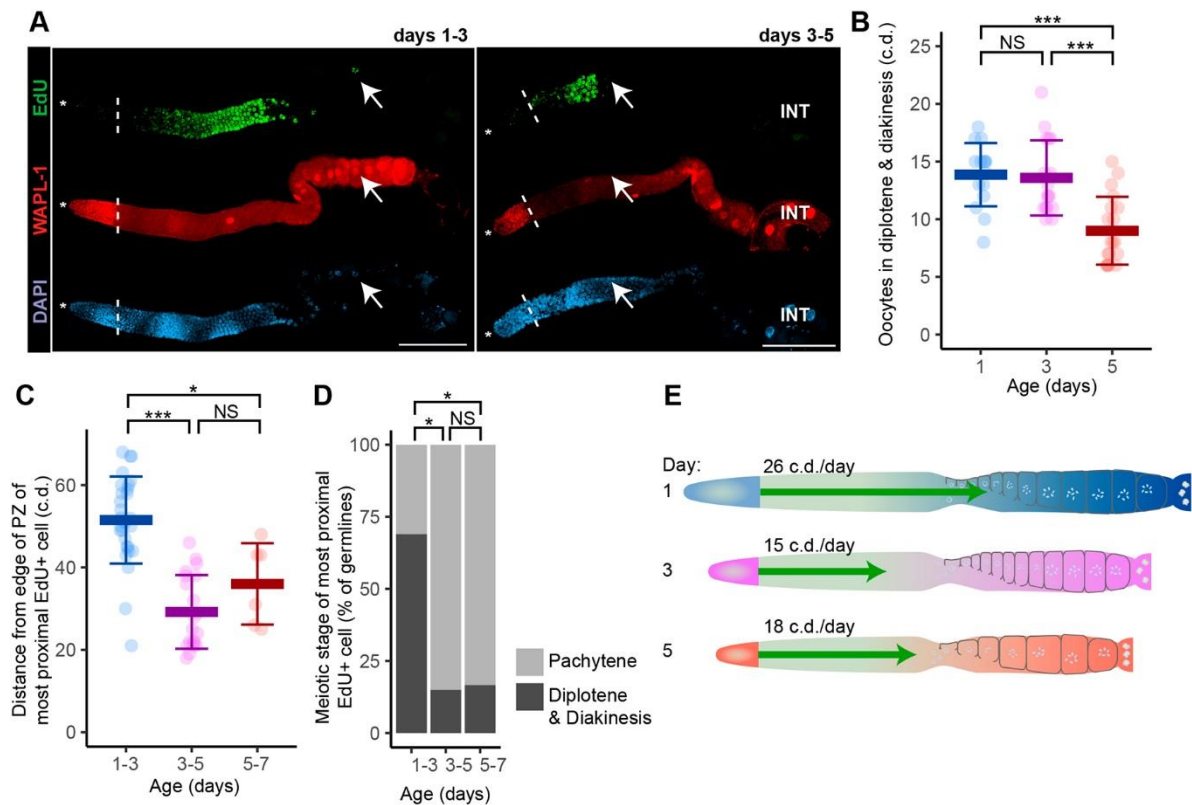 A
days 1-3
days 3-5
EdU
*
*
INT
WAPL-1
*
*
INT
DAPI
*
*
INT
B
***
NS
***
Oocytes in diplotene & diakinesis (c.d.)
25
20
15
10
5
0
1
3
5
Age (days)
C
*
***
NS
Distance from edge of PZ of
most proximal EdU+ cell (c.d.)
60
40
20
0
1-3
3-5
5-7
Age (days)
D
*
*
NS
Meiotic stage of most proximal
EdU+ cell (% of germlines)
100
75
50
25
0
1-3
3-5
5-7
Age (days)
Pachytene
Diplotene
& Diakinesis
E
Day:
1
26 c.d./day
3
15 c.d./day
5
18 c.d./day